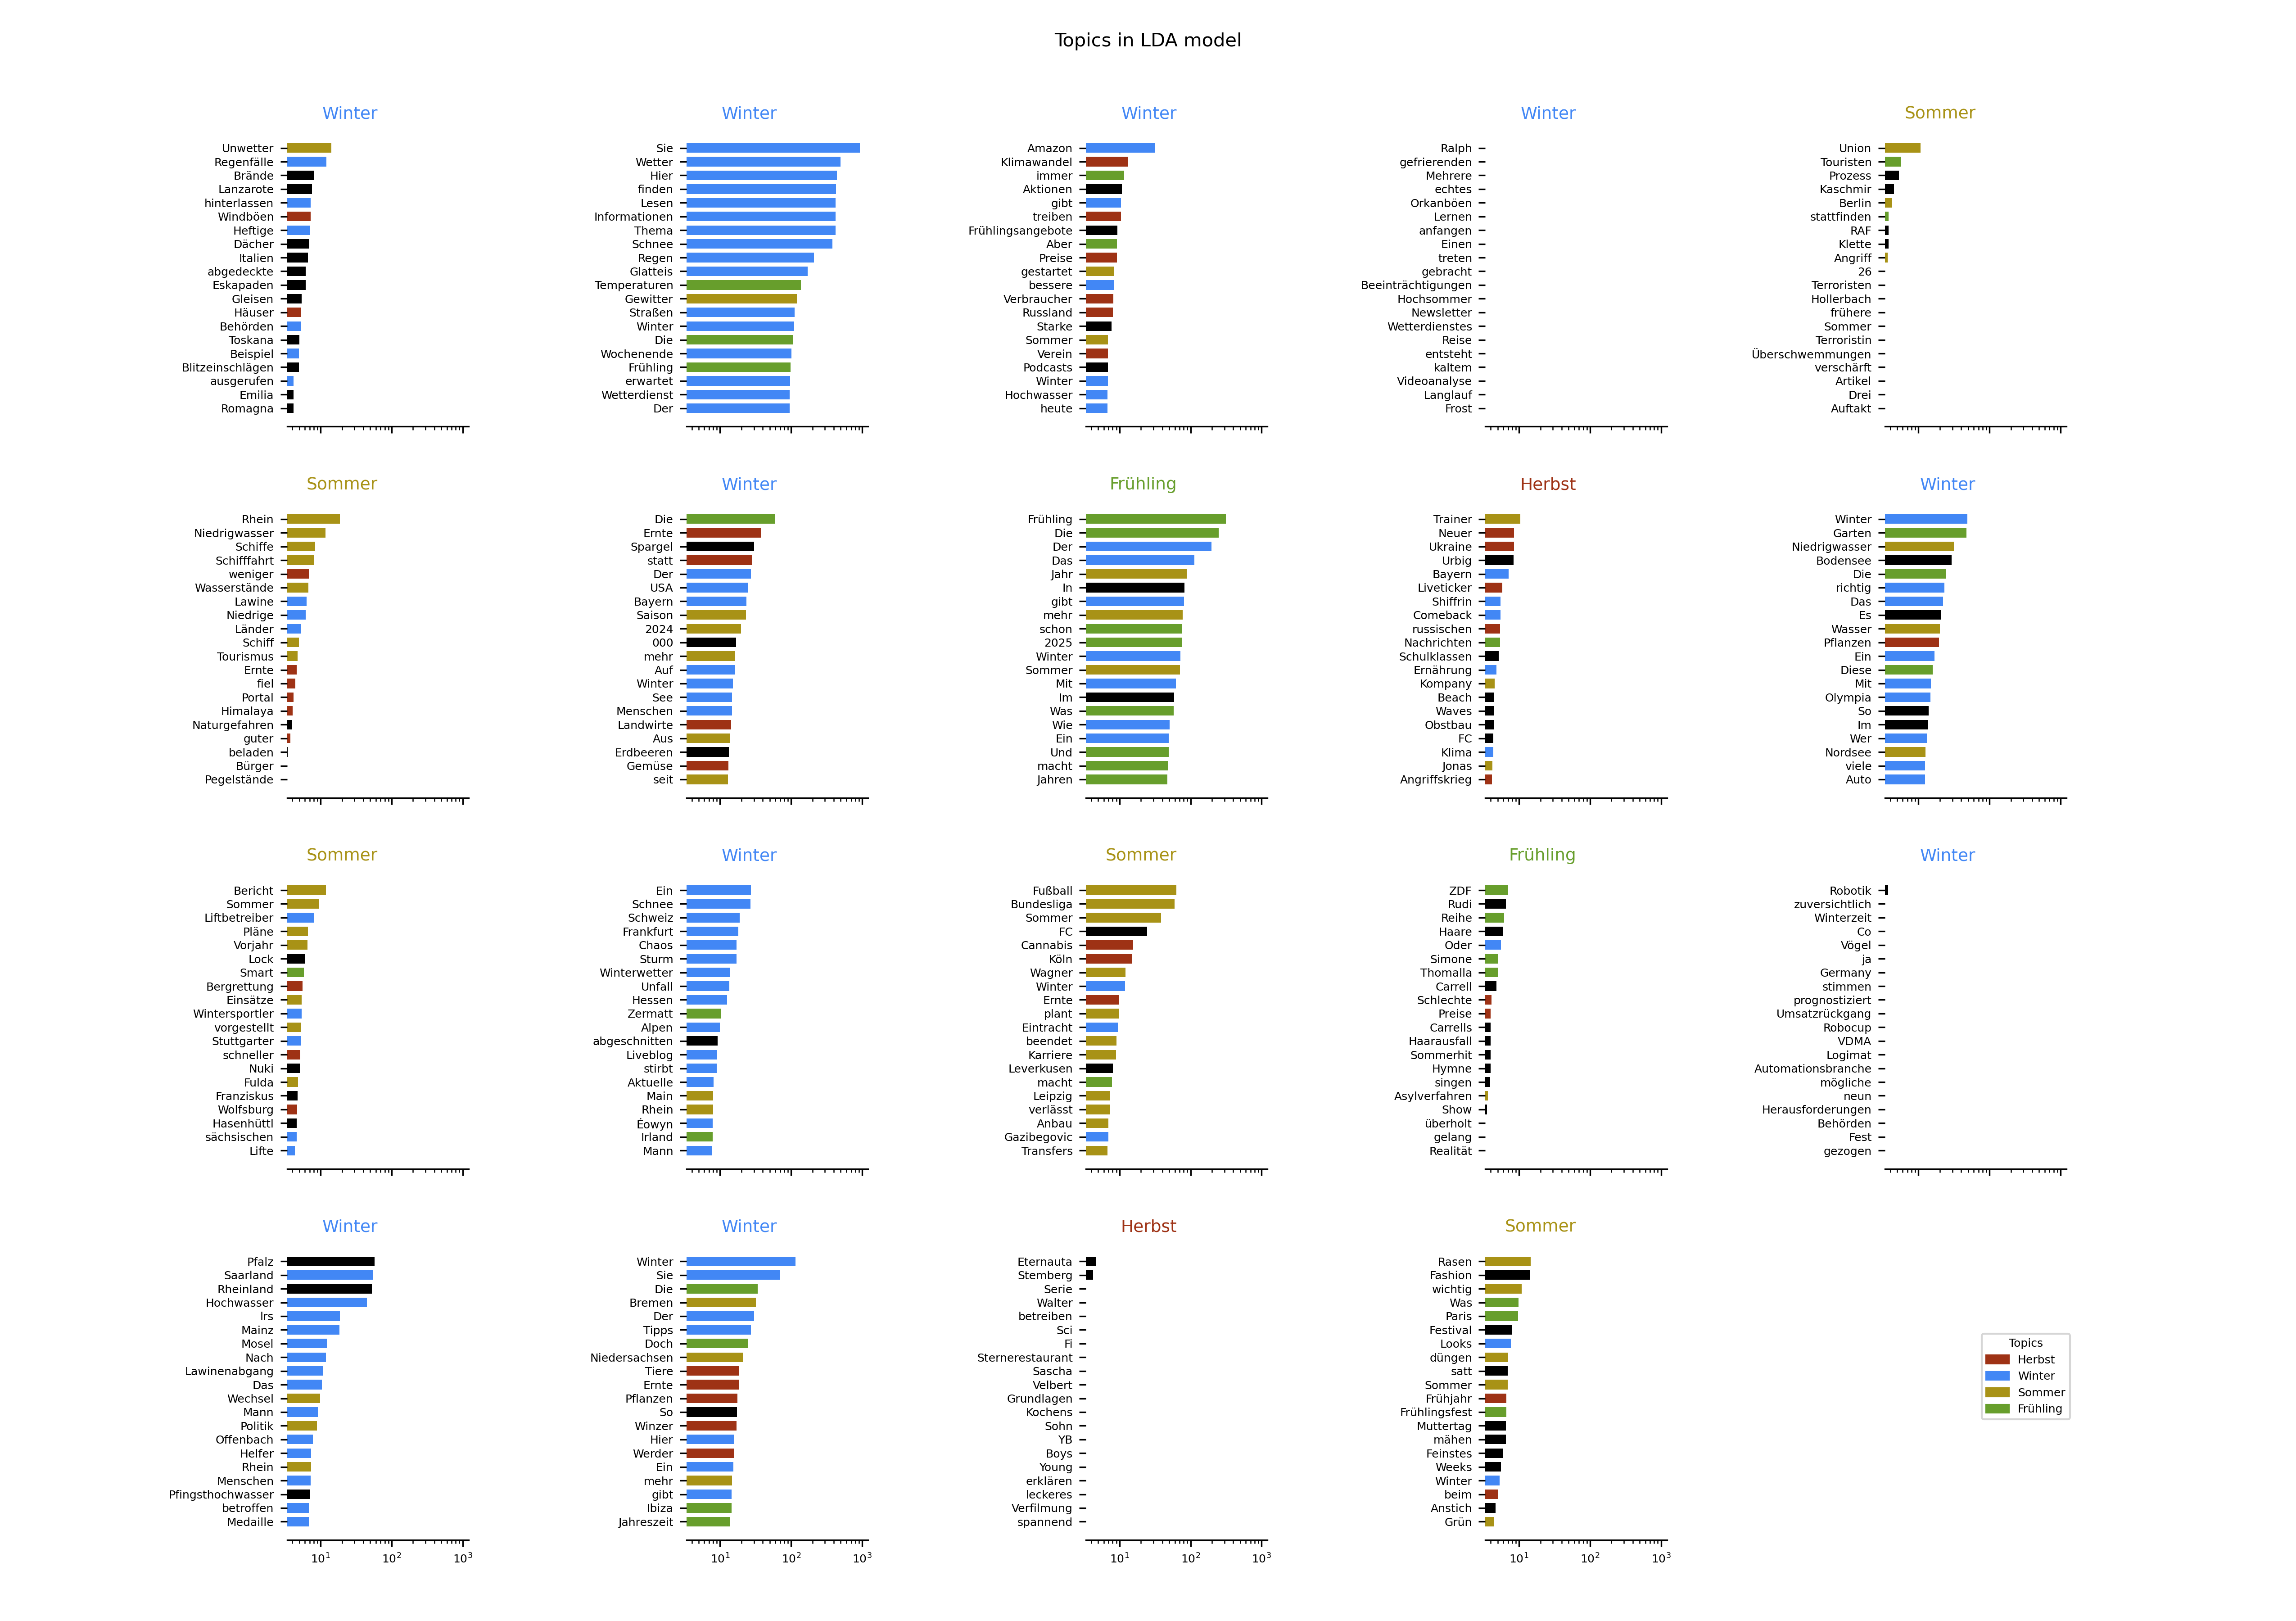 Topics in LDA model
Winter
Unwetter
Regenfälle
Brände
Lanzarote
hinterlassen
Windböen
Heftige
Dächer
Italien
abgedeckte
Eskapaden
Gleisen
Häuser
Behörden
Toskana
Beispiel
Blitzeinschlägen
ausgerufen
Emilia
Romagna
Winter
Sie
Wetter
Hier
finden
Lesen
Informationen
Thema
Schnee
Regen
Glatteis
Temperaturen
Gewitter
Straßen
Winter
Die
Wochenende
Frühling
erwartet
Wetterdienst
Der
Winter
Amazon
Klimawandel
immer
Aktionen
gibt
treiben
Frühlingsangebote
Aber
Preise
gestartet
bessere
Verbraucher
Russland
Starke
Sommer
Verein
Podcasts
Winter
Hochwasser
heute
Winter
Ralph
gefrierenden
Mehrere
echtes
Orkanböen
Lernen
anfangen
Einen
treten
gebracht
Beeinträchtigungen
Hochsommer
Newsletter
Wetterdienstes
Reise
entsteht
kaltem
Videoanalyse
Langlauf
Frost
Sommer
Union
Touristen
Prozess
Kaschmir
Berlin
stattfinden
RAF
Klette
Angriff
26
Terroristen
Hollerbach
frühere
Sommer
Terroristin
Überschwemmungen
verschärft
Artikel
Drei
Auftakt
Sommer
Rhein
Niedrigwasser
Schiffe
Schifffahrt
weniger
Wasserstände
Lawine
Niedrige
Länder
Schiff
Tourismus
Ernte
fiel
Portal
Himalaya
Naturgefahren
guter
beladen
Bürger
Pegelstände
Winter
Die
Ernte
Spargel
statt
Der
USA
Bayern
Saison
2024
000
mehr
Auf
Winter
See
Menschen
Landwirte
Aus
Erdbeeren
Gemüse
seit
Frühling
Frühling
Die
Der
Das
Jahr
In
gibt
mehr
schon
2025
Winter
Sommer
Mit
Im
Was
Wie
Ein
Und
macht
Jahren
Herbst
Trainer
Neuer
Ukraine
Urbig
Bayern
Liveticker
Shiffrin
Comeback
russischen
Nachrichten
Schulklassen
Ernährung
Kompany
Beach
Waves
Obstbau
FC
Klima
Jonas
Angriffskrieg
Winter
Winter
Garten
Niedrigwasser
Bodensee
Die
richtig
Das
Es
Wasser
Pflanzen
Ein
Diese
Mit
Olympia
So
Im
Wer
Nordsee
viele
Auto
Sommer
Bericht
Sommer
Liftbetreiber
Pläne
Vorjahr
Lock
Smart
Bergrettung
Einsätze
Wintersportler
vorgestellt
Stuttgarter
schneller
Nuki
Fulda
Franziskus
Wolfsburg
Hasenhüttl
sächsischen
Lifte
Winter
Ein
Schnee
Schweiz
Frankfurt
Chaos
Sturm
Winterwetter
Unfall
Hessen
Zermatt
Alpen
abgeschnitten
Liveblog
stirbt
Aktuelle
Main
Rhein
Éowyn
Irland
Mann
Sommer
Fußball
Bundesliga
Sommer
FC
Cannabis
Köln
Wagner
Winter
Ernte
plant
Eintracht
beendet
Karriere
Leverkusen
macht
Leipzig
verlässt
Anbau
Gazibegovic
Transfers
Frühling
ZDF
Rudi
Reihe
Haare
Oder
Simone
Thomalla
Carrell
Schlechte
Preise
Carrells
Haarausfall
Sommerhit
Hymne
singen
Asylverfahren
Show
überholt
gelang
Realität
Winter
Robotik
zuversichtlich
Winterzeit
Co
Vögel
ja
Germany
stimmen
prognostiziert
Umsatzrückgang
Robocup
VDMA
Logimat
Automationsbranche
mögliche
neun
Herausforderungen
Behörden
Fest
gezogen
Winter
Pfalz
Saarland
Rheinland
Hochwasser
lrs
Mainz
Mosel
Nach
Lawinenabgang
Das
Wechsel
Mann
Politik
Offenbach
Helfer
Rhein
Menschen
Pfingsthochwasser
betroffen
Medaille
10¹ 10² 10³
Winter
Winter
Sie
Die
Bremen
Der
Tipps
Doch
Niedersachsen
Tiere
Ernte
Pflanzen
So
Winzer
Hier
Werder
Ein
mehr
gibt
Ibiza
Jahreszeit
10¹ 10² 10³
Herbst
Eternauta
Stemberg
Serie
Walter
betreiben
Sci
Fi
Sternerestaurant
Sascha
Velbert
Grundlagen
Kochens
Sohn
YB
Boys
Young
erklären
leckeres
Verfilmung
spannend
10¹ 10² 10³
Sommer
Rasen
Fashion
wichtig
Was
Paris
Festival
Looks
düngen
satt
Sommer
Frühjahr
Frühlingsfest
Muttertag
mähen
Feinstes
Weeks
Winter
beim
Anstich
Grün
10¹ 10² 10³
Topics
Herbst
Winter
Sommer
Frühling